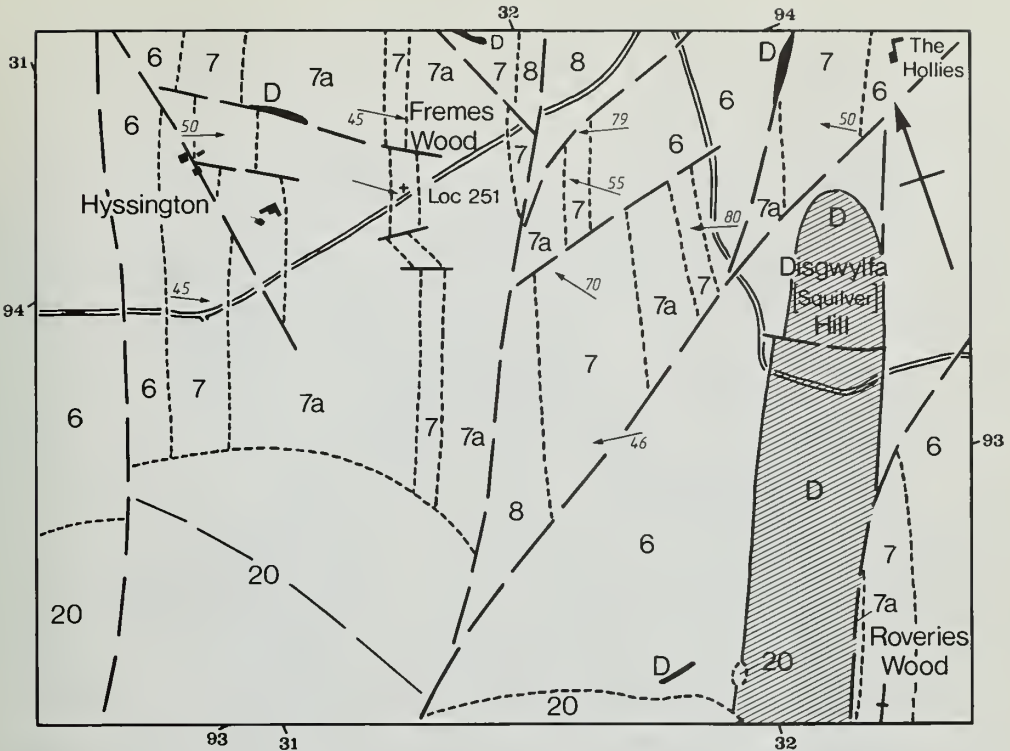 32
94
31
6
7
D
7a
7
7a
D
7
8
8
6
D
7
The
Hollies
6
50
45
Fremes
Wood
79
50
6
6
7
Hyssington
Loc 251
55
7
7a
80
7a
D
Disgwylfa
[Squilver]
Hill
94
45
70
7a
7
7
6
6
7
7a
7
7a
46
6
93
8
6
D
7
20
20
7a
Roveries
Wood
D
20
20
93
31
32